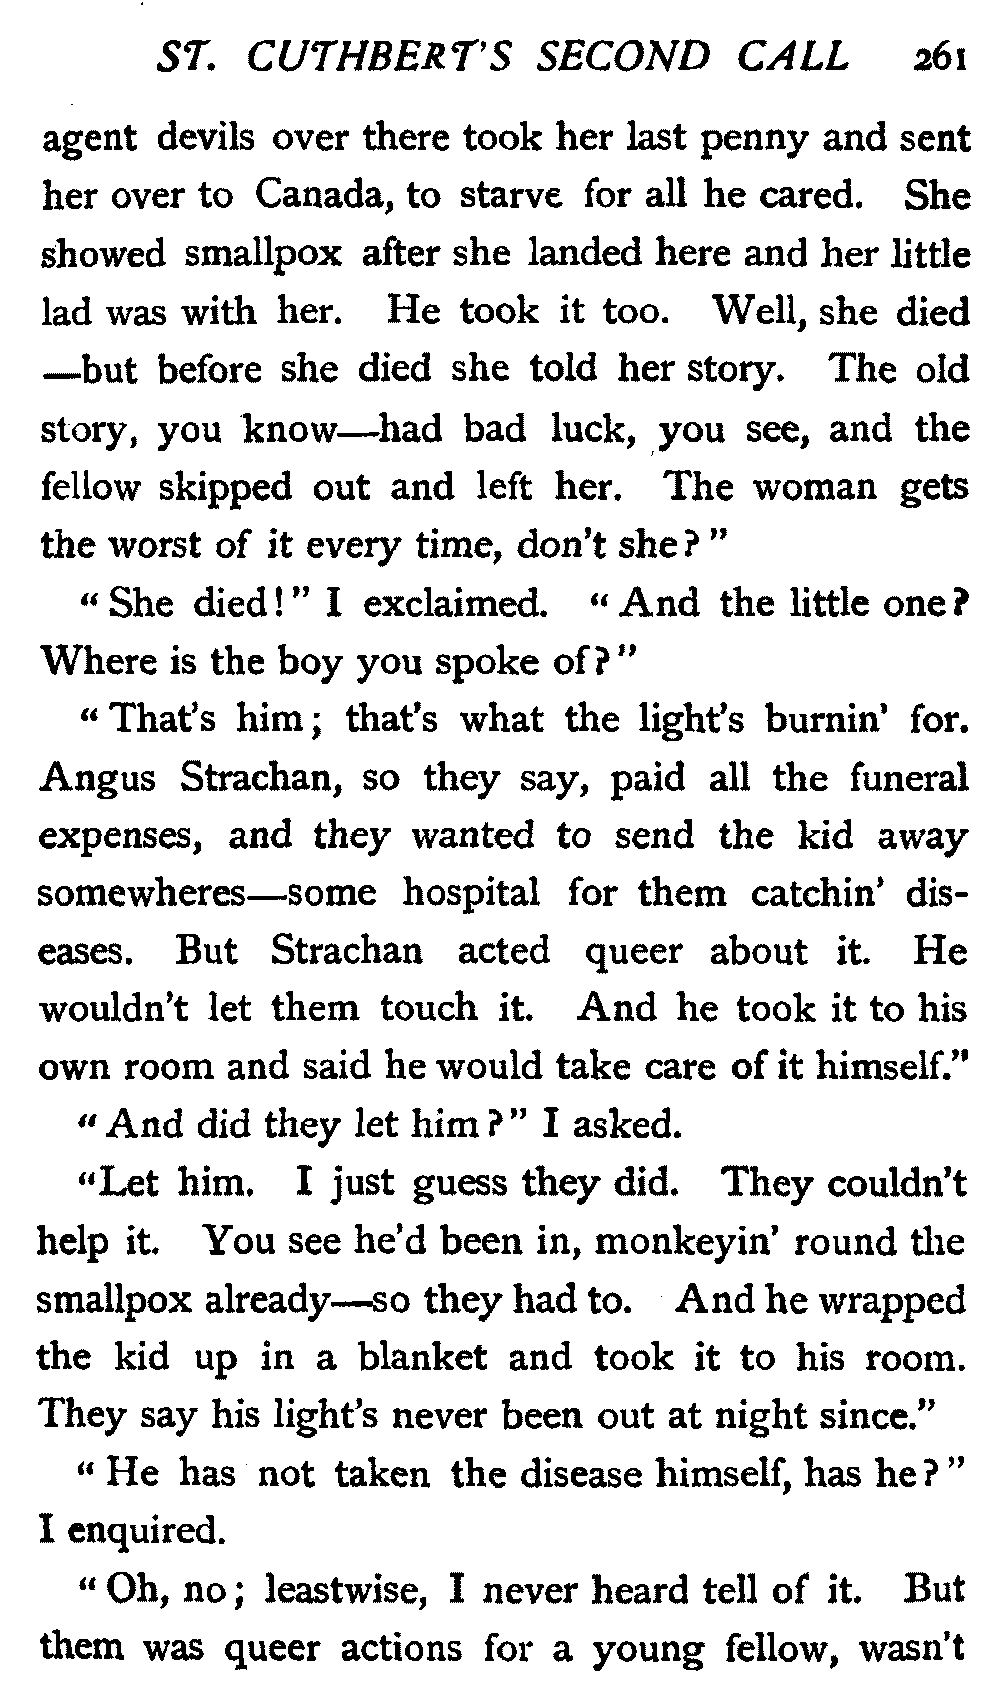 ST. CUTHBERT'S SECOND CALL 261
agent devils over there took her last penny and sent
her over to Canada, to starve for all he cared. She
showed smallpox after she landed here and her little
lad was with her. He took it too. Well, she died
—but before she died she told her story. The old
story, you know—had bad luck, you see, and the
fellow skipped out and left her. The woman gets
the worst of it every time, don't she?"
"She died!" I exclaimed. "And the little one?
Where is the boy you spoke of?"
"That's him; that's what the light's burnin' for.
Angus Strachan, so they say, paid all the funeral
expenses, and they wanted to send the kid away
somewheres—some hospital for them catchin' dis-
eases. But Strachan acted queer about it. He
wouldn't let them touch it. And he took it to his
own room and said he would take care of it himself."
"And did they let him?" I asked.
"Let him. I just guess they did. They couldn't
help it. You see he'd been in, monkeyin' round the
smallpox already—so they had to. And he wrapped
the kid up in a blanket and took it to his room.
They say his light's never been out at night since."
"He has not taken the disease himself, has he?"
I enquired.
"Oh, no; leastwise, I never heard tell of it. But
them was queer actions for a young fellow, wasn't